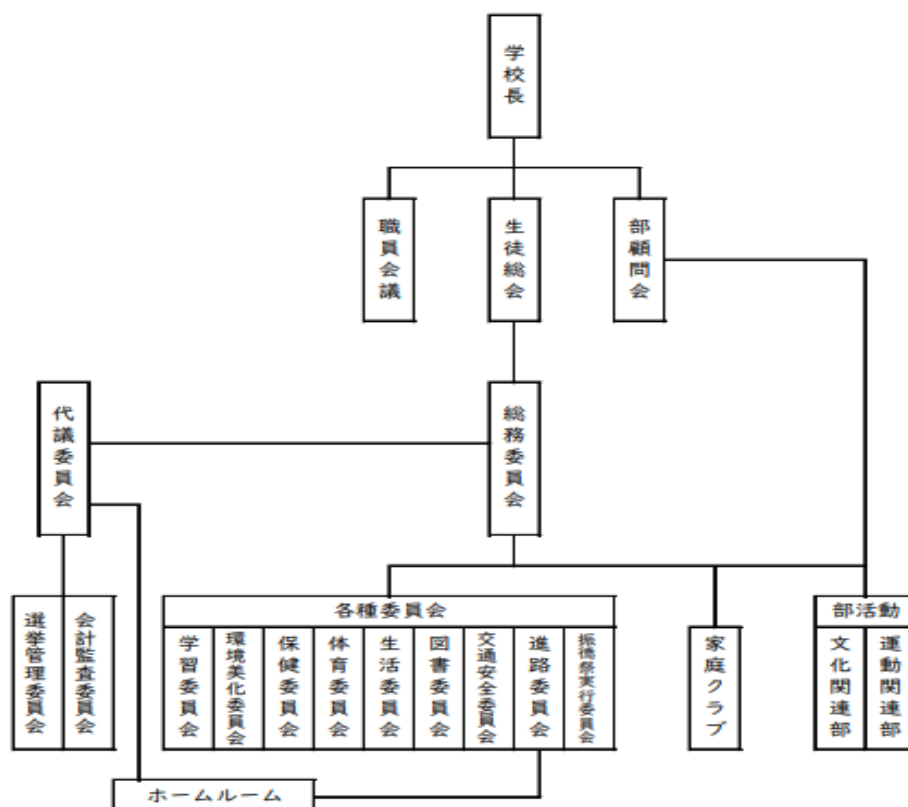 学校長
職員会議
生徒総会
部顧問会
代議委員会
総務委員会
選挙管理委員会
会計監査委員会
各種委員会
学習委員会
環境美化委員会
保健委員会
体育委員会
生活委員会
図書委員会
交通安全委員会
進路委員会
振徳祭実行委員会
家庭クラブ
部活動
文化関連部
運動関連部
ホームルーム